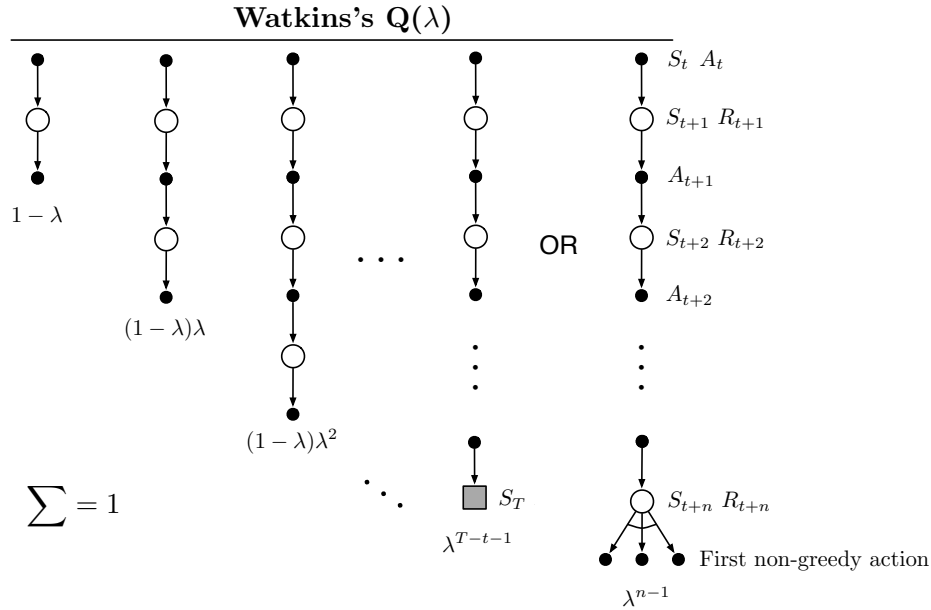 Watkins's Q(λ)
S_t A_t
S_{t+1} R_{t+1}
A_{t+1}
1 − λ
OR
S_{t+2} R_{t+2}
. . .
A_{t+2}
(1 − λ)λ
(1 − λ)λ^2
∑ = 1
S_T
S_{t+n} R_{t+n}
λ^{T−t−1}
First non-greedy action
λ^{n−1}